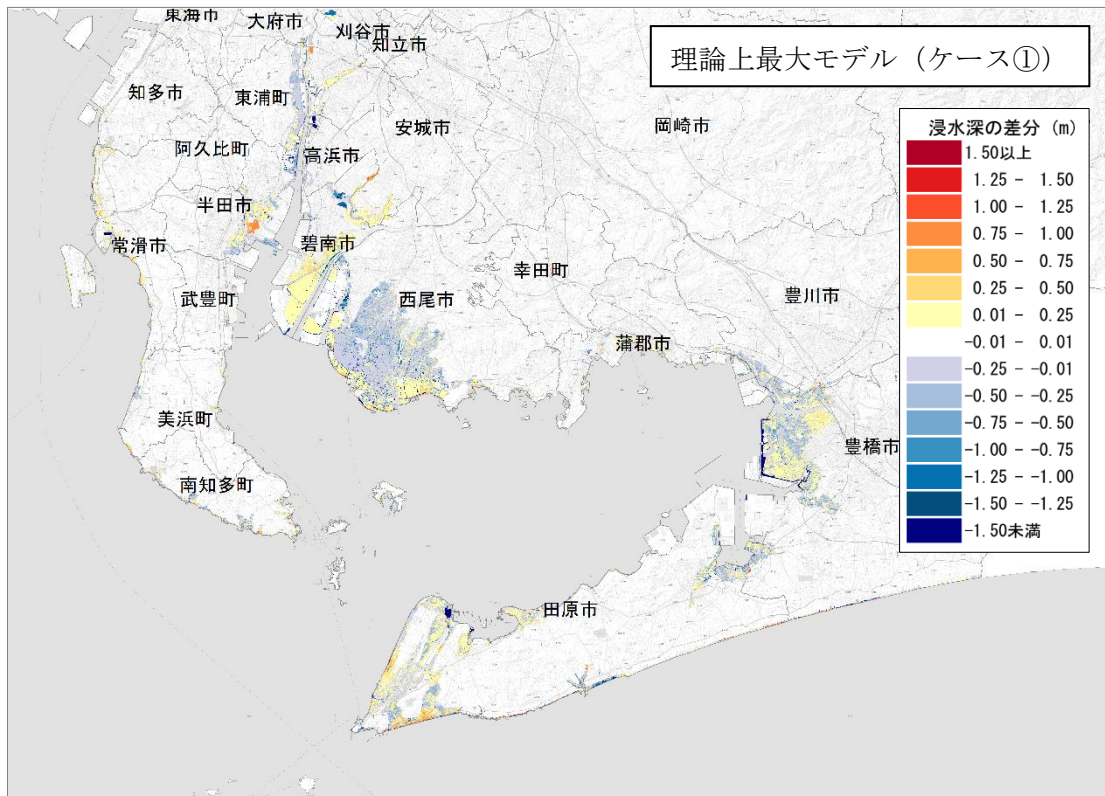 東海市
大府市
刈谷市
知立市
理論上最大モデル（ケース①）
知多市
東浦町
安城市
岡崎市
阿久比町
高浜市
半田市
碧南市
常滑市
武豊町
西尾市
幸田町
豊川市
蒲郡市
美浜町
豊橋市
南知多町
田原市
浸水深の差分 (m)
1.50以上
1.25 - 1.50
1.00 - 1.25
0.75 - 1.00
0.50 - 0.75
0.25 - 0.50
0.01 - 0.25
-0.01 - 0.01
-0.25 - -0.01
-0.50 - -0.25
-0.75 - -0.50
-1.00 - -0.75
-1.25 - -1.00
-1.50 - -1.25
-1.50未満